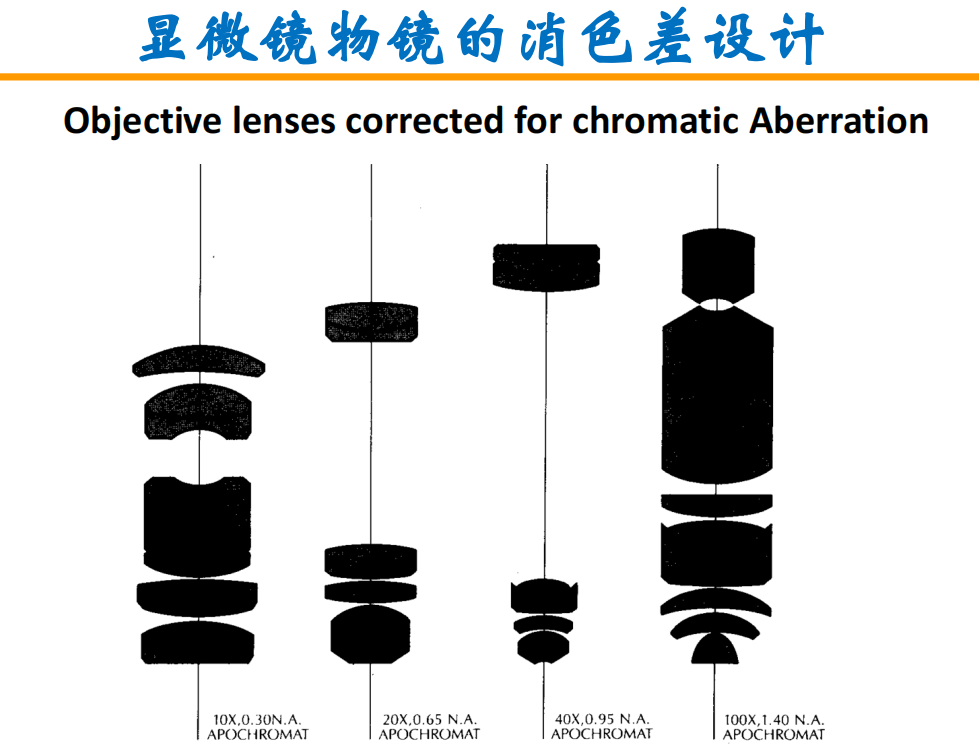 显微镜物镜的消色差设计
Objective lenses corrected for chromatic Aberration
10X,0.30N.A.
APOCHROMAT
20X,0.65 N.A.
APOCHROMAT
40X,0.95 N.A.
APOCHROMAT
100X,1.40 N.A.
APOCHROMAT